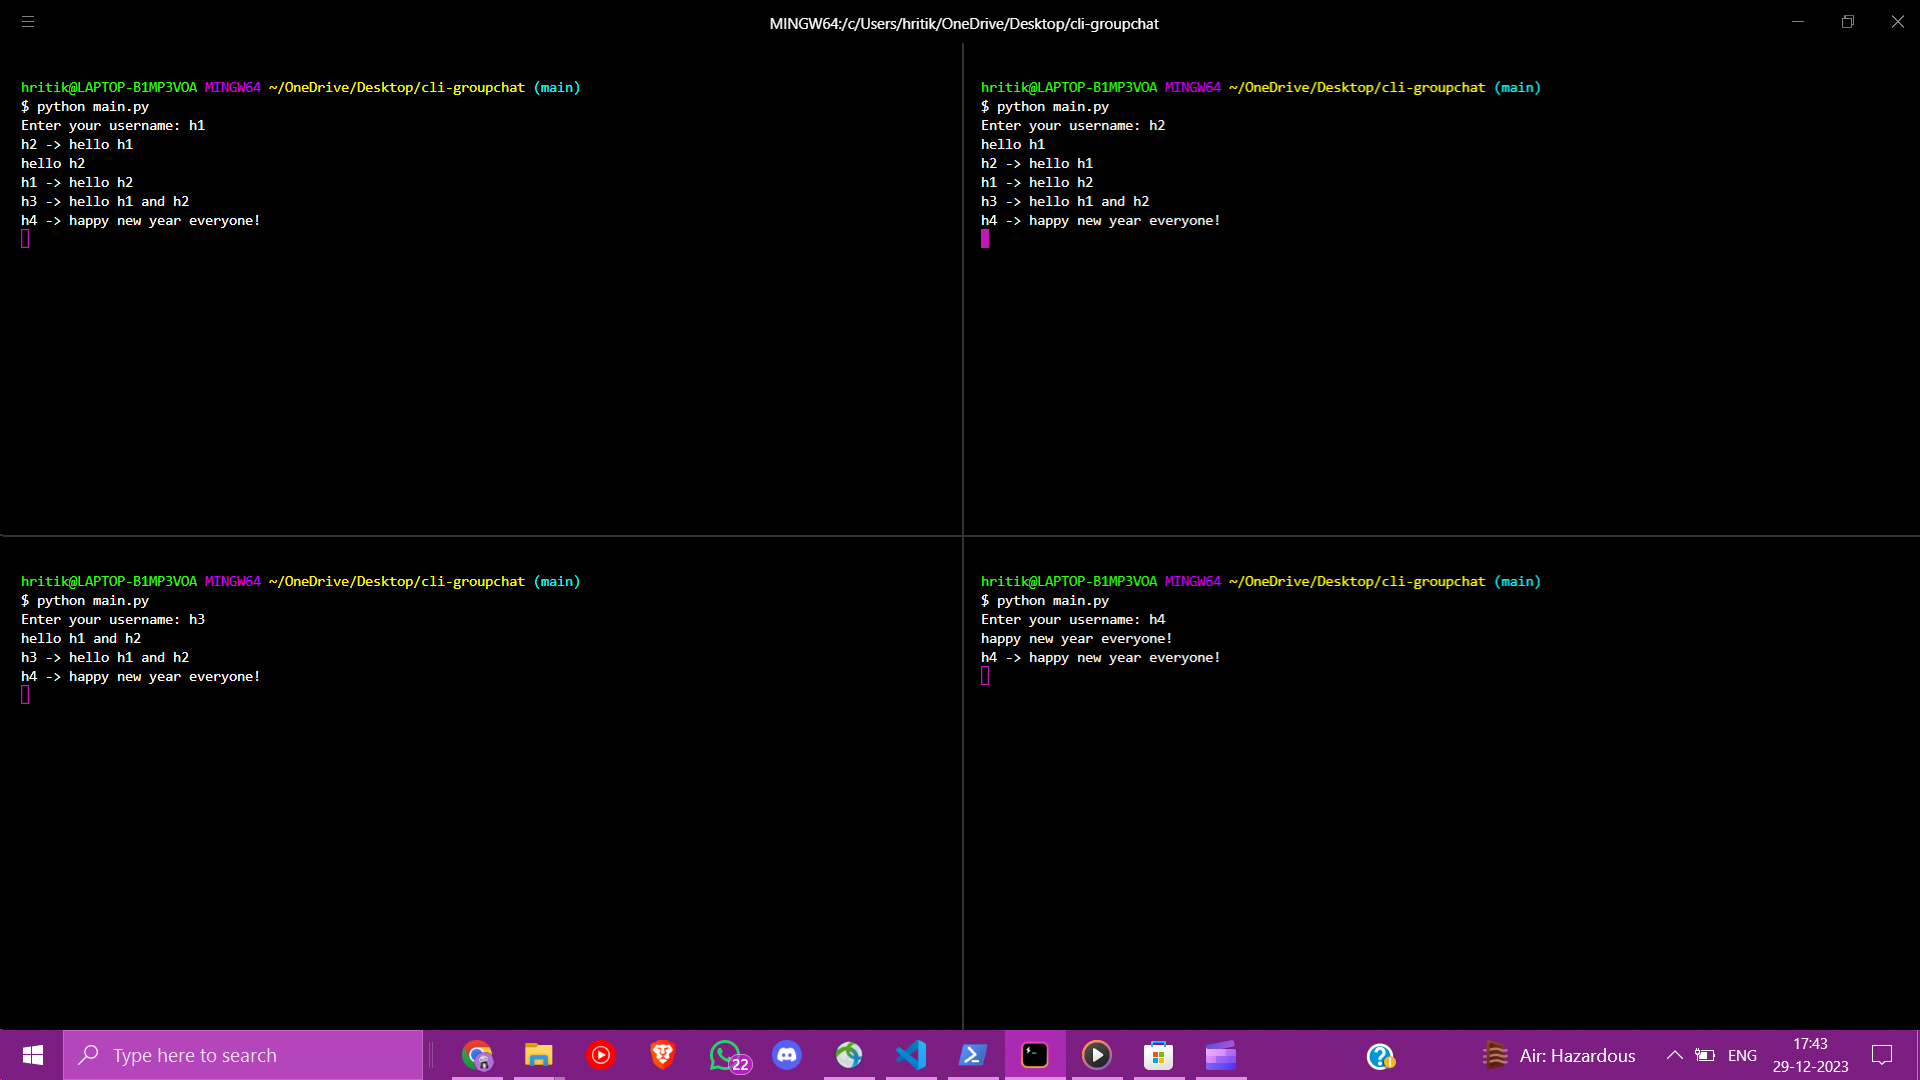 MINGW64:/c/Users/hritik/OneDrive/Desktop/cli-groupchat
hritik@LAPTOP-B1MP3VOA MINGW64 ~/OneDrive/Desktop/cli-groupchat (main)
$ python main.py
Enter your username: h1
h2 -> hello h1
hello h2
h1 -> hello h2
h3 -> hello h1 and h2
h4 -> happy new year everyone!
hritik@LAPTOP-B1MP3VOA MINGW64 ~/OneDrive/Desktop/cli-groupchat (main)
$ python main.py
Enter your username: h2
hello h1
h2 -> hello h1
h1 -> hello h2
h3 -> hello h1 and h2
h4 -> happy new year everyone!
hritik@LAPTOP-B1MP3VOA MINGW64 ~/OneDrive/Desktop/cli-groupchat (main)
$ python main.py
Enter your username: h3
hello h1 and h2
h3 -> hello h1 and h2
h4 -> happy new year everyone!
hritik@LAPTOP-B1MP3VOA MINGW64 ~/OneDrive/Desktop/cli-groupchat (main)
$ python main.py
Enter your username: h4
happy new year everyone!
h4 -> happy new year everyone!
Type here to search
22
Air: Hazardous
ENG
17:43
29-12-2023